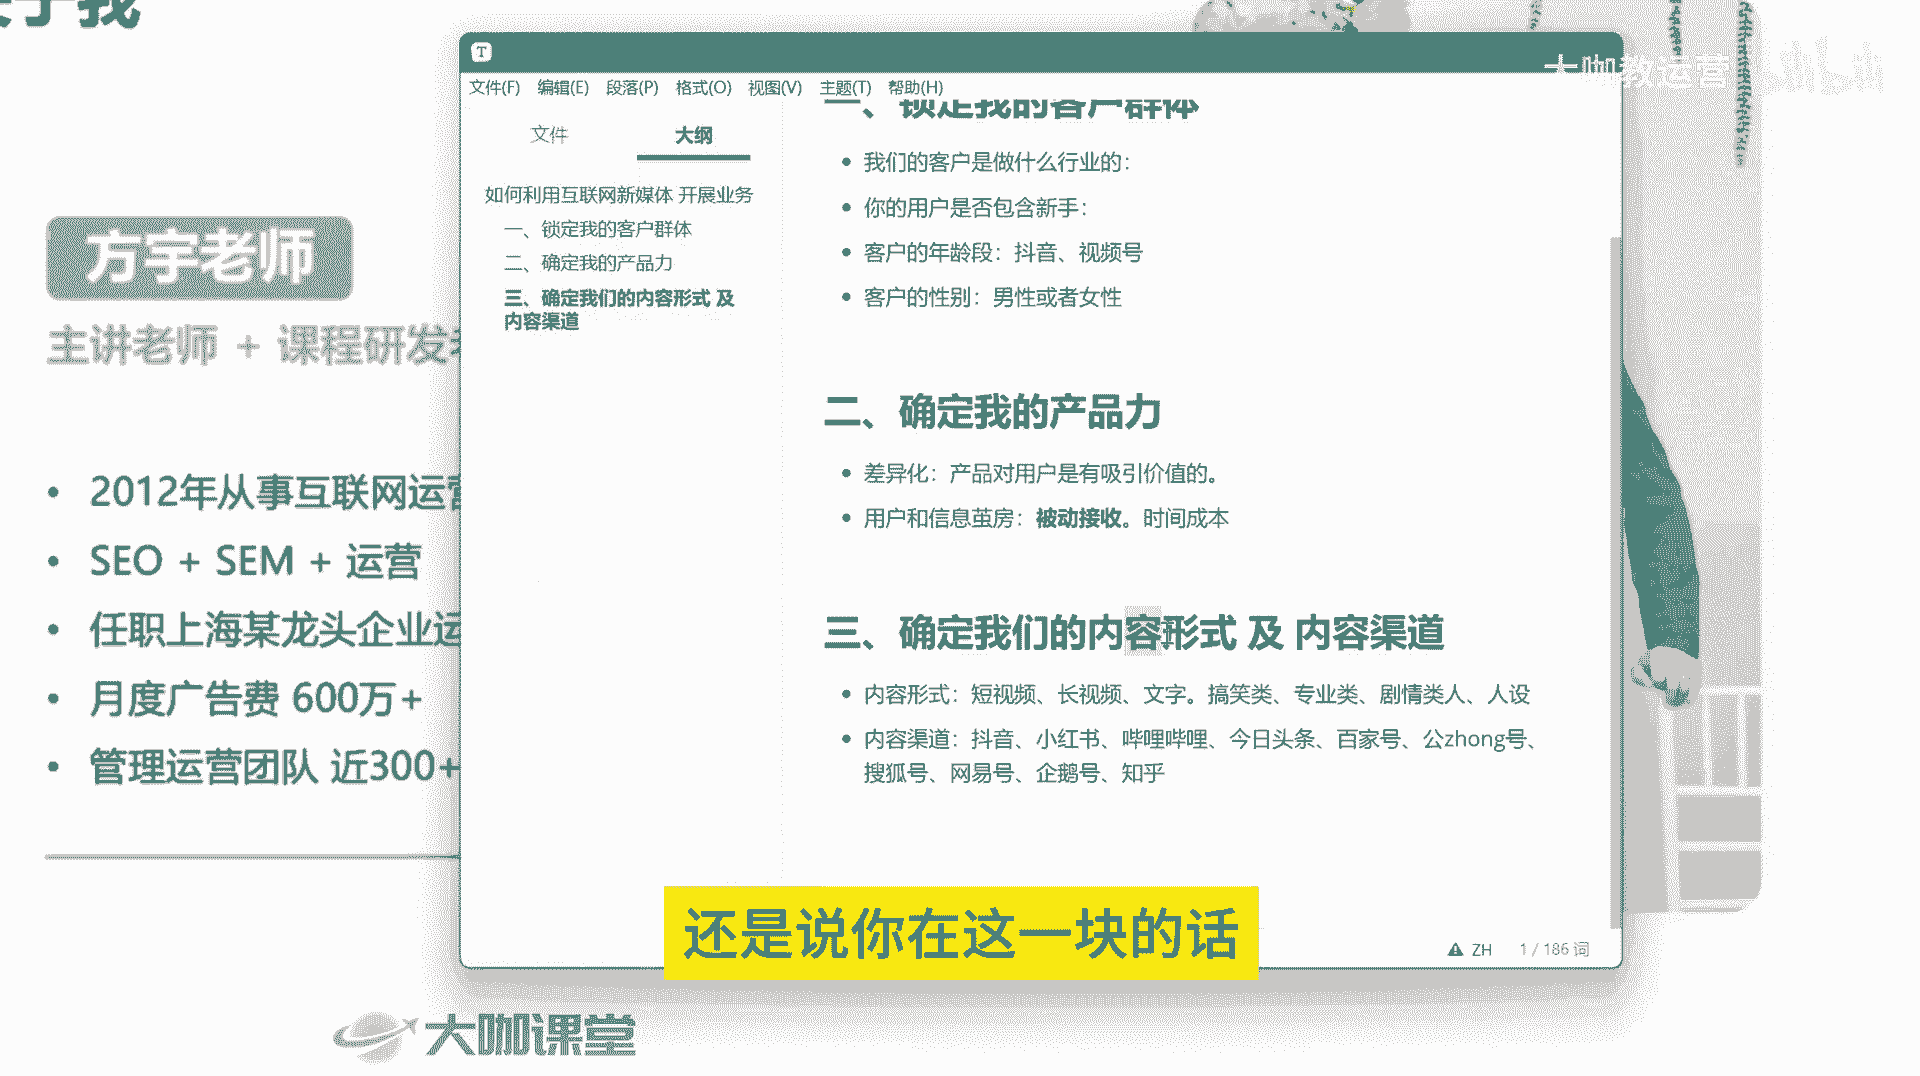 关于我
大咖教运营
方宇老师
主讲老师 + 课程研发
2012年从事互联网运营
SEO + SEM + 运营
任职上海某龙头企业运
月度广告费 600万+
管理运营团队 近300+
大咖课堂
T
文件(F) 编辑(E) 段落(P) 格式(O) 视图(V) 主题(T) 帮助(H)
文件 大纲
如何利用互联网新媒体 开展业务
一、锁定我的客户群体
二、确定我的产品力
三、确定我们的内容形式 及
内容渠道
一、锁定我的客户群体
我们的客户是做什么行业的：
你的用户是否包含新手：
客户的年龄段：抖音、视频号
客户的性别：男性或者女性
二、确定我的产品力
差异化：产品对用户是有吸引价值的。
用户和信息茧房：被动接收。时间成本
三、确定我们的内容形式 及 内容渠道
内容形式：短视频、长视频、文字。搞笑类、专业类、剧情类人、人设
内容渠道：抖音、小红书、哔哩哔哩、今日头条、百家号、公zhong号、
搜狐号、网易号、企鹅号、知乎
ZH 1 / 186 词
还是说你在这一块的话